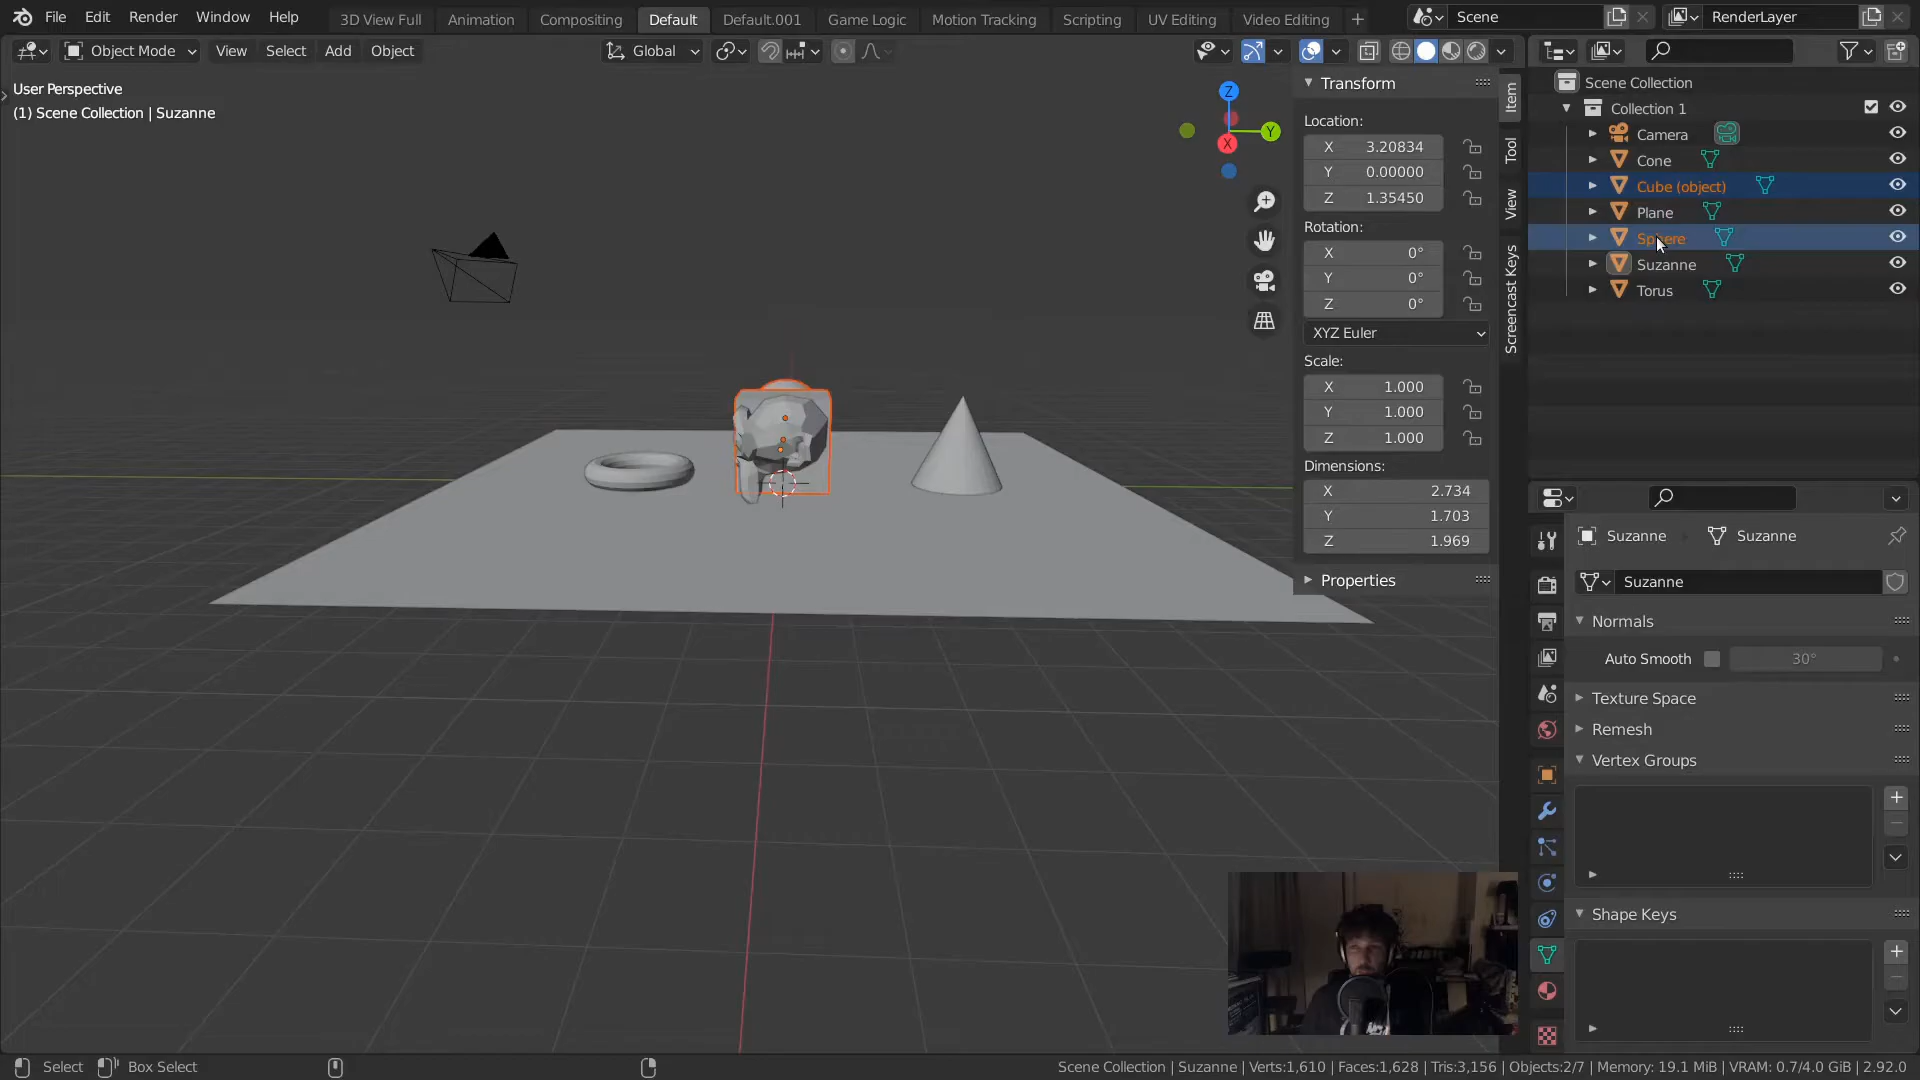 File Edit Render Window Help 3D View Full Animation Compositing Default Default.001 Game Logic Motion Tracking Scripting UV Editing Video Editing + Scene RenderLayer
Object Mode View Select Add Object Global
User Perspective
(1) Scene Collection | Suzanne
Z
Y
X
Transform
Location:
X 3.20834
Y 0.00000
Z 1.35450
Rotation:
X 0°
Y 0°
Z 0°
XYZ Euler
Scale:
X 1.000
Y 1.000
Z 1.000
Dimensions:
X 2.734
Y 1.703
Z 1.969
Properties
Item
Tool
View
Screencast Keys
Scene Collection
Collection 1
Camera
Cone
Cube (object)
Plane
Sphere
Suzanne
Torus
Suzanne Suzanne
Suzanne
Normals
Auto Smooth 30°
Texture Space
Remesh
Vertex Groups
Shape Keys
Select Box Select
Scene Collection | Suzanne | Verts:1,610 | Faces:1,628 | Tris:3,156 | Objects:2/7 | Memory: 19.1 MiB | VRAM: 0.7/4.0 GiB | 2.92.0